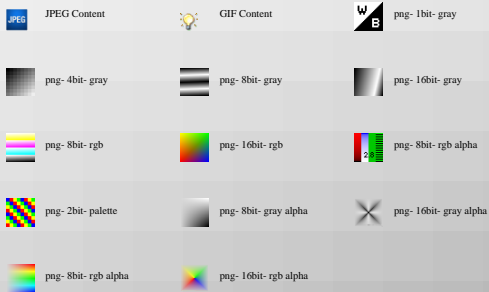 JPEG JPEG Content GIF Content W B png- 1bit- gray
png- 4bit- gray png- 8bit- gray png- 16bit- gray
png- 8bit- rgb png- 16bit- rgb 2.8 png- 8bit- rgb alpha
png- 2bit- palette png- 8bit- gray alpha png- 16bit- gray alpha
png- 8bit- rgb alpha png- 16bit- rgb alpha